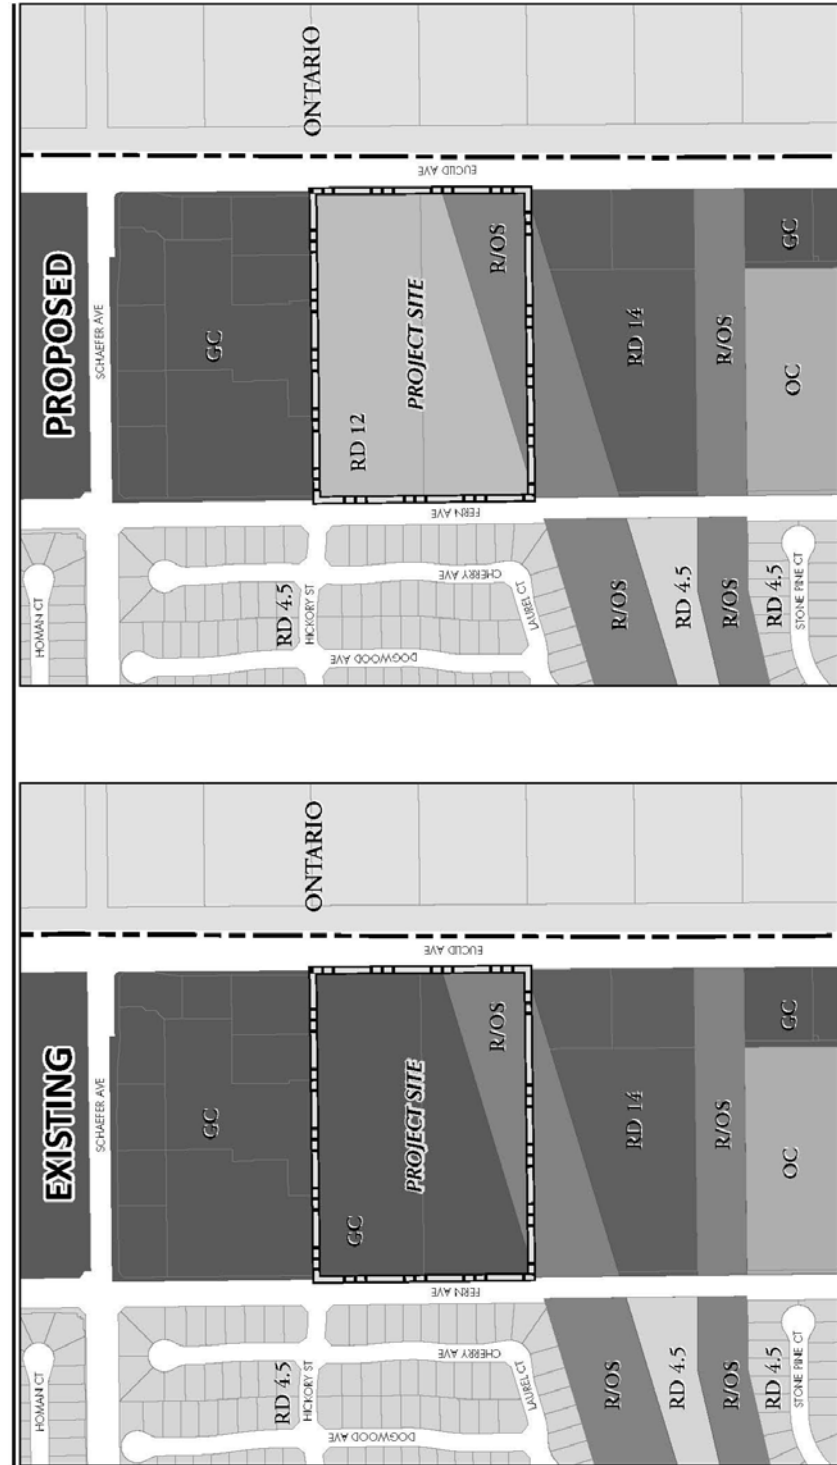 ONTARIO
EUCLID AVE
PROPOSED
SCHAEFER AVE
GC
R/OS
GC
PROJECT SITE
RD 14
R/OS
RD 12
OC
FERN AVE
HOMAN CT
RD 4.5
HICKORY ST
CHERRY AVE
LAUREL CT
R/OS
RD 4.5
R/OS
RD 4.5
STONE PINE CT
DOGWOOD AVE
ONTARIO
EUCLID AVE
EXISTING
SCHAEFER AVE
GC
R/OS
GC
PROJECT SITE
RD 14
R/OS
GC
OC
FERN AVE
HOMAN CT
RD 4.5
HICKORY ST
CHERRY AVE
LAUREL CT
R/OS
RD 4.5
R/OS
RD 4.5
STONE PINE CT
DOGWOOD AVE